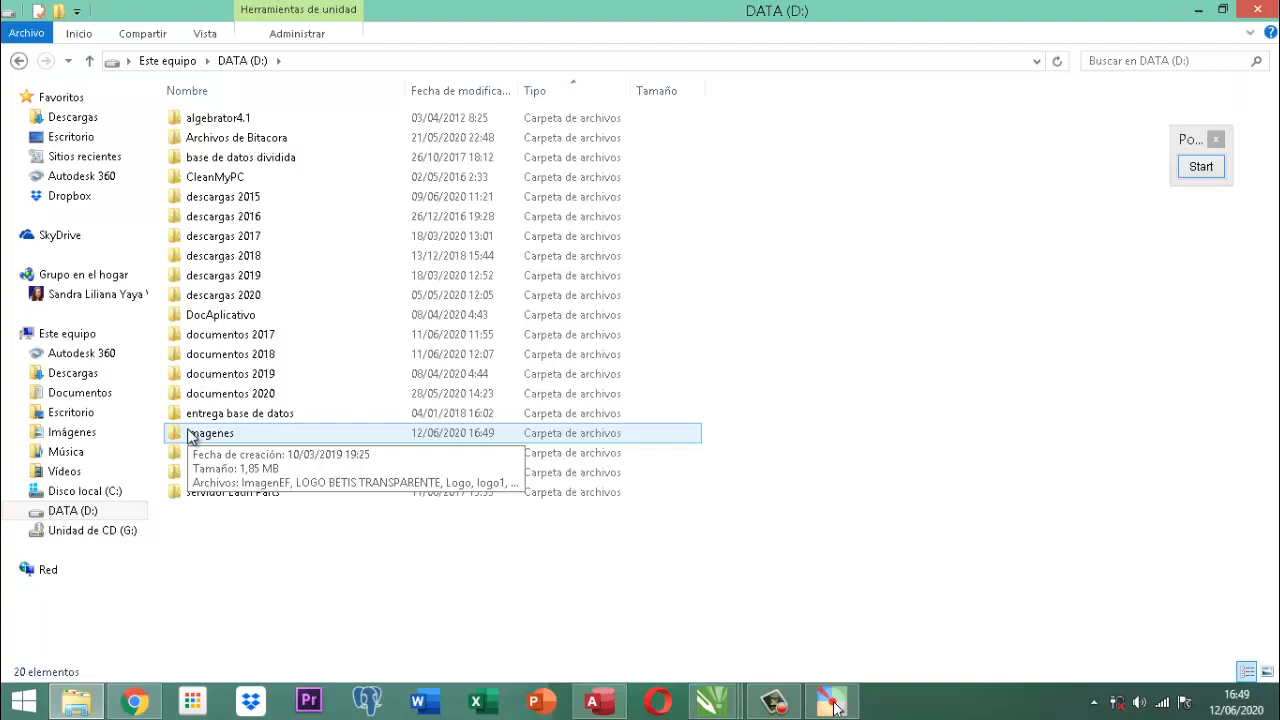 Herramientas de unidad
DATA (D:)
Archivo Inicio Compartir Vista Administrar
Este equipo DATA (D:) Buscar en DATA (D:)
Nombre Fecha de modifica... Tipo Tamaño
algebrator4.1 03/04/2012 8:25 Carpeta de archivos
Archivos de Bitacora 21/05/2020 22:48 Carpeta de archivos
base de datos dividida 26/10/2017 18:12 Carpeta de archivos
CleanMyPC 02/05/2016 2:33 Carpeta de archivos
descargas 2015 09/06/2020 11:21 Carpeta de archivos
descargas 2016 26/12/2016 19:28 Carpeta de archivos
descargas 2017 18/03/2020 13:01 Carpeta de archivos
descargas 2018 13/12/2018 15:44 Carpeta de archivos
descargas 2019 18/03/2020 12:52 Carpeta de archivos
descargas 2020 05/05/2020 12:05 Carpeta de archivos
DocAplicativo 08/04/2020 4:43 Carpeta de archivos
documentos 2017 11/06/2020 11:55 Carpeta de archivos
documentos 2018 11/06/2020 12:07 Carpeta de archivos
documentos 2019 08/04/2020 4:44 Carpeta de archivos
documentos 2020 28/05/2020 14:23 Carpeta de archivos
entrega base de datos 04/01/2018 16:02 Carpeta de archivos
12/06/2020 16:49 Carpeta de archivos
Carpeta de archivos
Carpeta de archivos
Carpeta de archivos
Fecha de creación: 10/03/2019 19:25
Tamaño: 1,85 MB
Archivos: ImagenEF, LOGO BETIS TRANSPARENTE, Logo, logo1, ...
Favoritos
Descargas
Escritorio
Sitios recientes
Autodesk 360
Dropbox
SkyDrive
Grupo en el hogar
Sandra Liliana Yaya
Este equipo
Autodesk 360
Descargas
Documentos
Escritorio
Imágenes
Música
Vídeos
Disco local (C:)
DATA (D:)
Unidad de CD (G:)
Red
Po... x
Start
20 elementos
Pr
16:49
12/06/2020